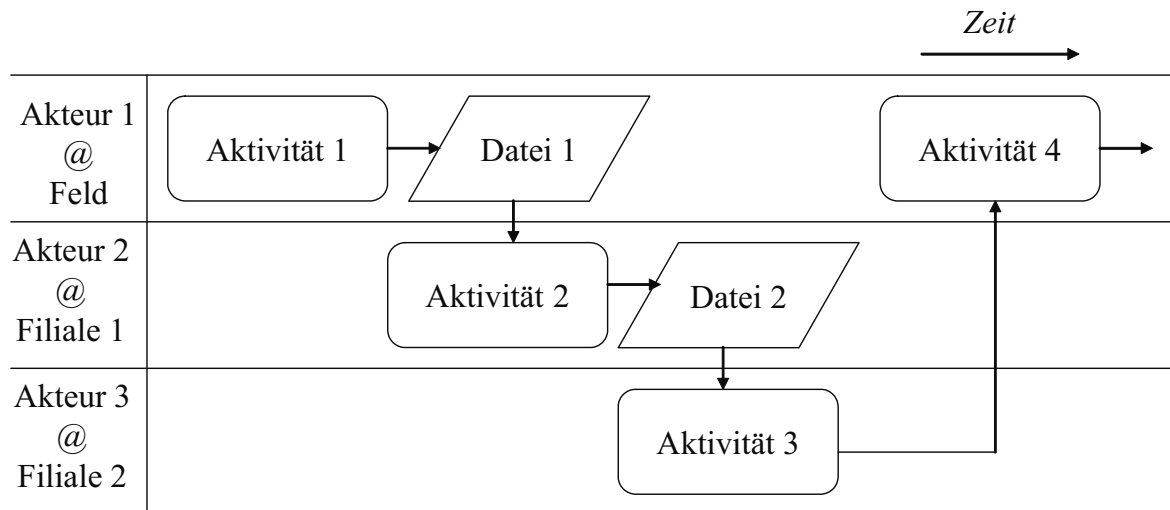 Zeit
Akteur 1
@
Feld
Aktivität 1
Datei 1
Aktivität 4
Akteur 2
@
Filiale 1
Aktivität 2
Datei 2
Akteur 3
@
Filiale 2
Aktivität 3